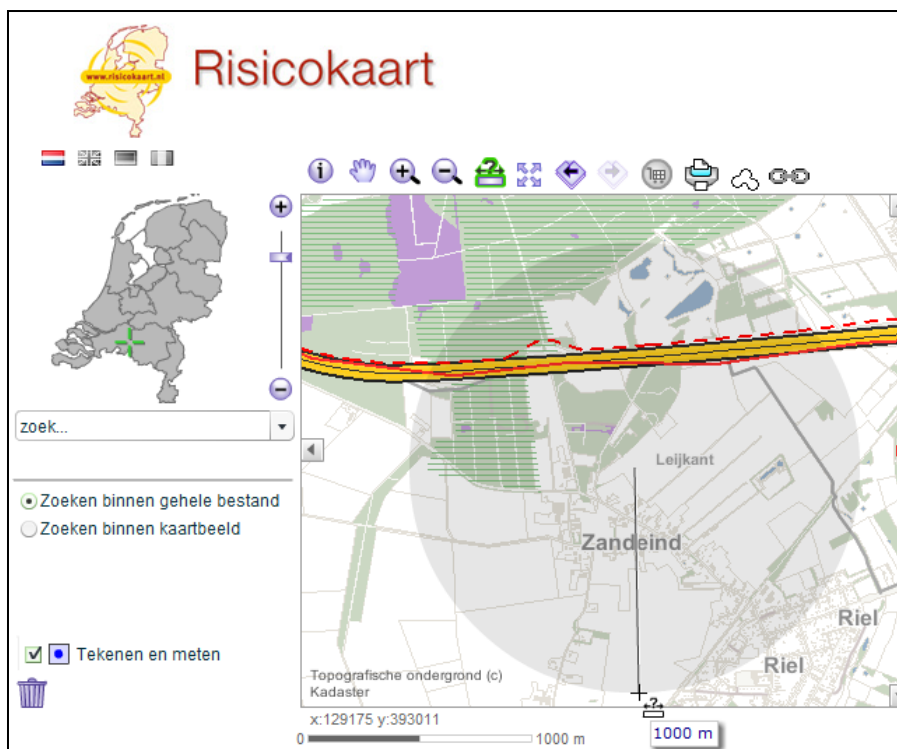 www.risicokaart.nl
Risicokaart
zoek...
Zoeken binnen gehele bestand
Zoeken binnen kaartbeeld
Tekenen en meten
Leijkant
Zandeind
Riel
Riel
Topografische ondergrond (c)
Kadaster
x:129175 y:393011
0 1000 m
1000 m